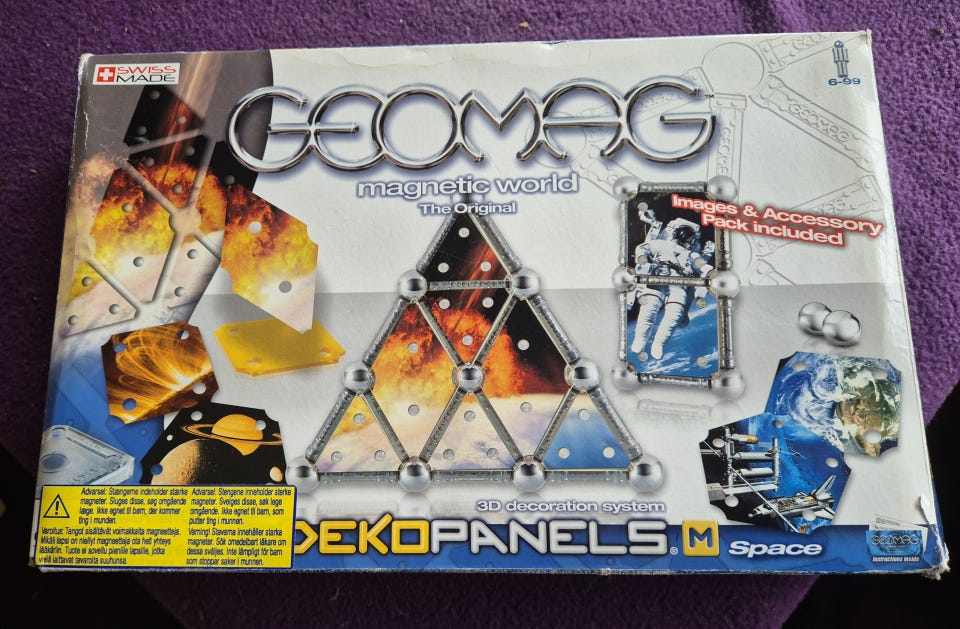 SWISS
MADE
GEOMAG™
6-99
magnetic world
The Original
Images & Accessory
Pack included
3D decoration system
DEKOPANELS® M Space
GEOMAG
Instructions inside
Advarsel: Stængerne indeholder stærke
magneter. Sluges disse, søg omgående
læge. Ikke egnet til børn, der kommer
ting i munden.
Advarsel: Stengene inneholder sterke
magneter. Svelges disse, søk lege
omgående. Ikke egnet til barn, som
putter ting i munnen.
Varoitus: Tangot sisältävät voimakkaita magneetteja.
Mikäli lapsi on niellyt magneetteja ota heti yhteys
lääkäriin. Tuote ei sovellu pienille lapsille, jotka
vielä laittavat tavaroita suuhunsa.
Varning! Stavarna innehåller starka
magneter. Sök omedelbart läkare om
dessa sväljes. Inte lämpligt för barn
som stoppar saker i munnen.